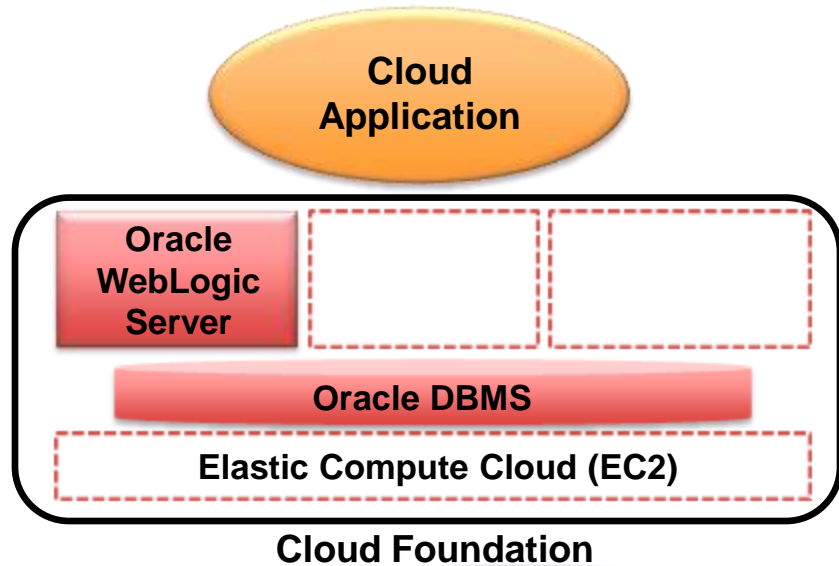 Cloud
Application
Oracle
WebLogic
Server
Oracle DBMS
Elastic Compute Cloud (EC2)
Cloud Foundation